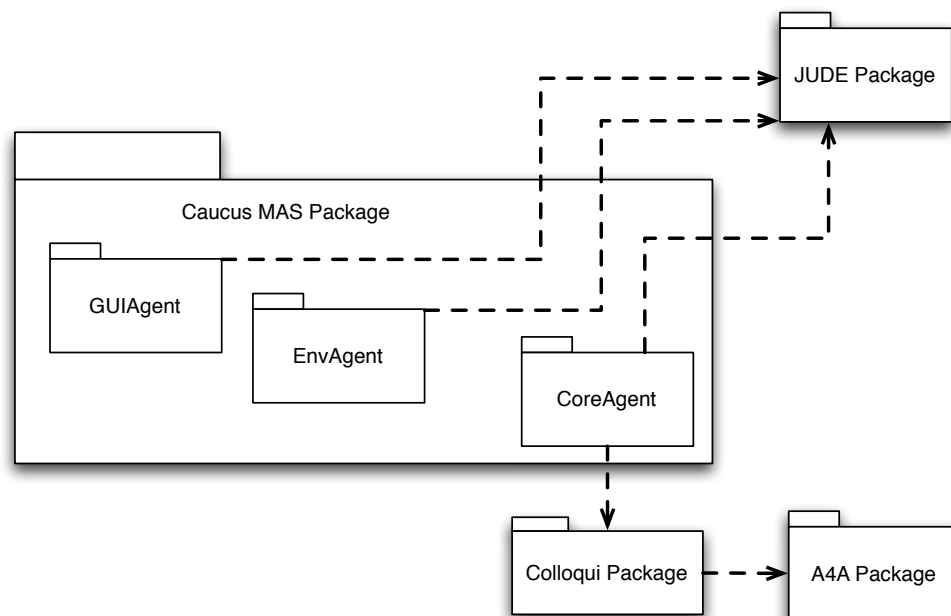 JUDE Package
Caucus MAS Package
GUIAgent
EnvAgent
CoreAgent
Colloqui Package
A4A Package